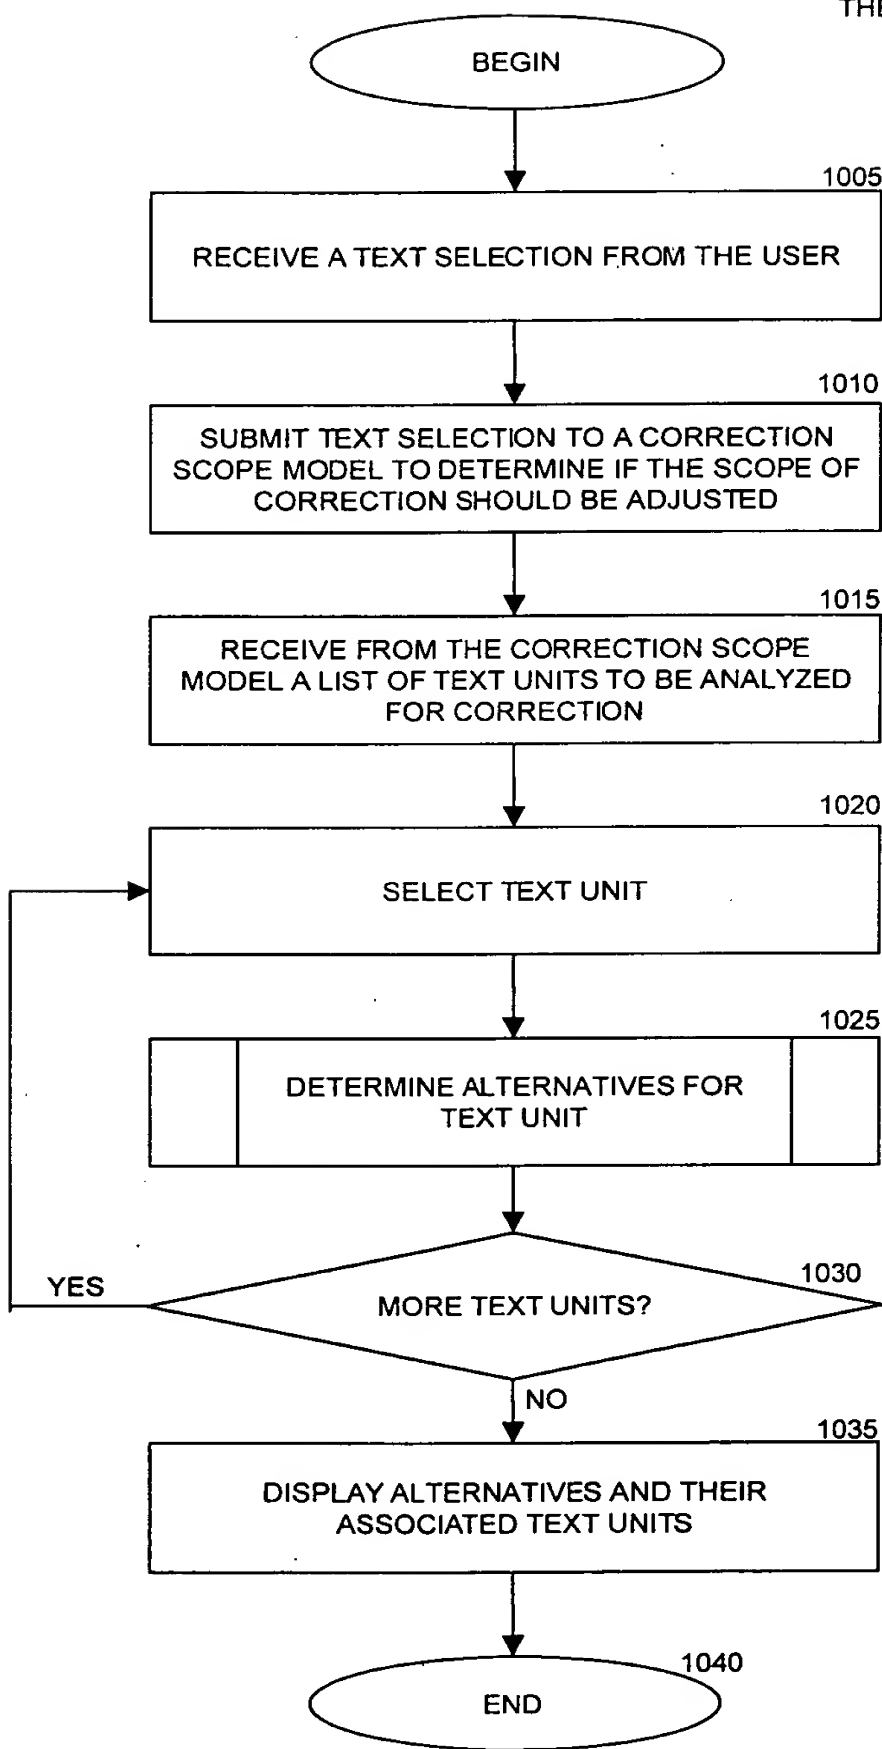 THE
BEGIN
1005
RECEIVE A TEXT SELECTION FROM THE USER
1010
SUBMIT TEXT SELECTION TO A CORRECTION
SCOPE MODEL TO DETERMINE IF THE SCOPE OF
CORRECTION SHOULD BE ADJUSTED
1015
RECEIVE FROM THE CORRECTION SCOPE
MODEL A LIST OF TEXT UNITS TO BE ANALYZED
FOR CORRECTION
1020
SELECT TEXT UNIT
1025
DETERMINE ALTERNATIVES FOR
TEXT UNIT
1030
YES
MORE TEXT UNITS?
NO
1035
DISPLAY ALTERNATIVES AND THEIR
ASSOCIATED TEXT UNITS
1040
END